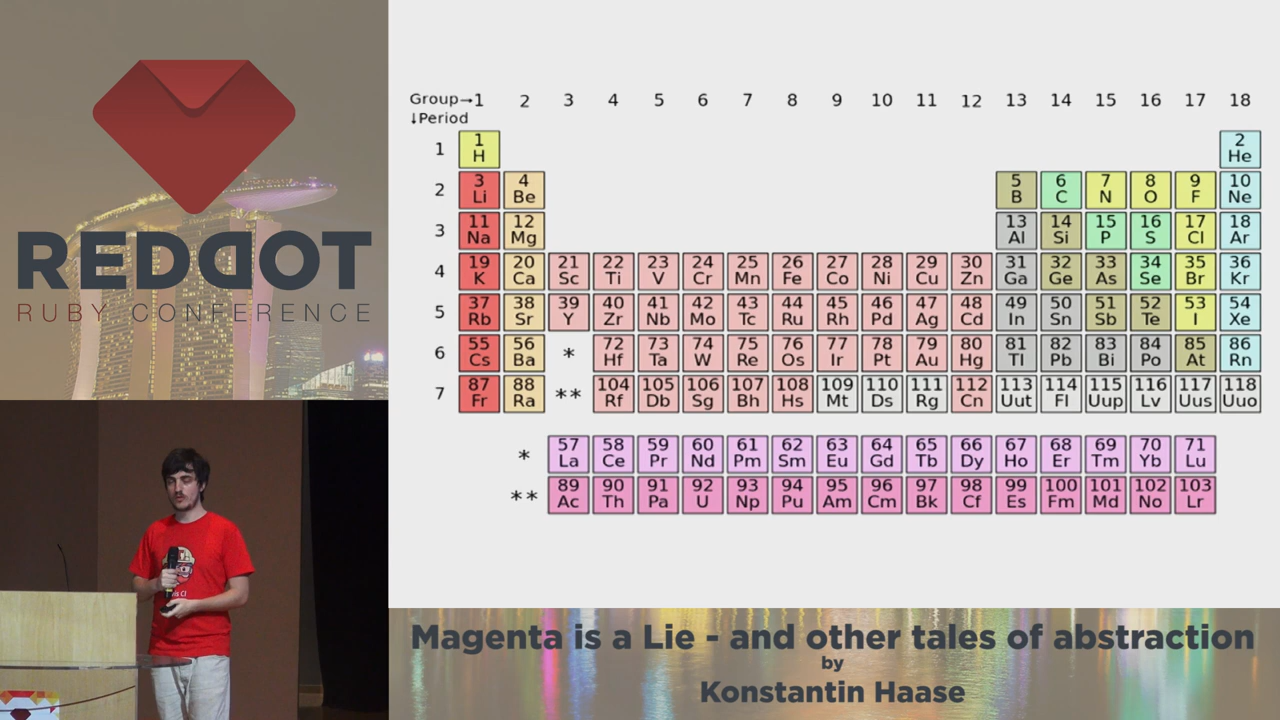 REDDOT
RUBY CONFERENCE
Group→ 1 2 3 4 5 6 7 8 9 10 11 12 13 14 15 16 17 18
↓Period
1 1 H 2 He
2 3 Li 4 Be 5 B 6 C 7 N 8 O 9 F 10 Ne
3 11 Na 12 Mg 13 Al 14 Si 15 P 16 S 17 Cl 18 Ar
4 19 K 20 Ca 21 Sc 22 Ti 23 V 24 Cr 25 Mn 26 Fe 27 Co 28 Ni 29 Cu 30 Zn 31 Ga 32 Ge 33 As 34 Se 35 Br 36 Kr
5 37 Rb 38 Sr 39 Y 40 Zr 41 Nb 42 Mo 43 Tc 44 Ru 45 Rh 46 Pd 47 Ag 48 Cd 49 In 50 Sn 51 Sb 52 Te 53 I 54 Xe
6 55 Cs 56 Ba * 72 Hf 73 Ta 74 W 75 Re 76 Os 77 Ir 78 Pt 79 Au 80 Hg 81 Tl 82 Pb 83 Bi 84 Po 85 At 86 Rn
7 87 Fr 88 Ra ** 104 Rf 105 Db 106 Sg 107 Bh 108 Hs 109 Mt 110 Ds 111 Rg 112 Cn 113 Uut 114 Fl 115 Uup 116 Lv 117 Uus 118 Uuo
* 57 La 58 Ce 59 Pr 60 Nd 61 Pm 62 Sm 63 Eu 64 Gd 65 Tb 66 Dy 67 Ho 68 Er 69 Tm 70 Yb 71 Lu
** 89 Ac 90 Th 91 Pa 92 U 93 Np 94 Pu 95 Am 96 Cm 97 Bk 98 Cf 99 Es 100 Fm 101 Md 102 No 103 Lr
Magenta is a Lie - and other tales of abstraction
by
Konstantin Haase